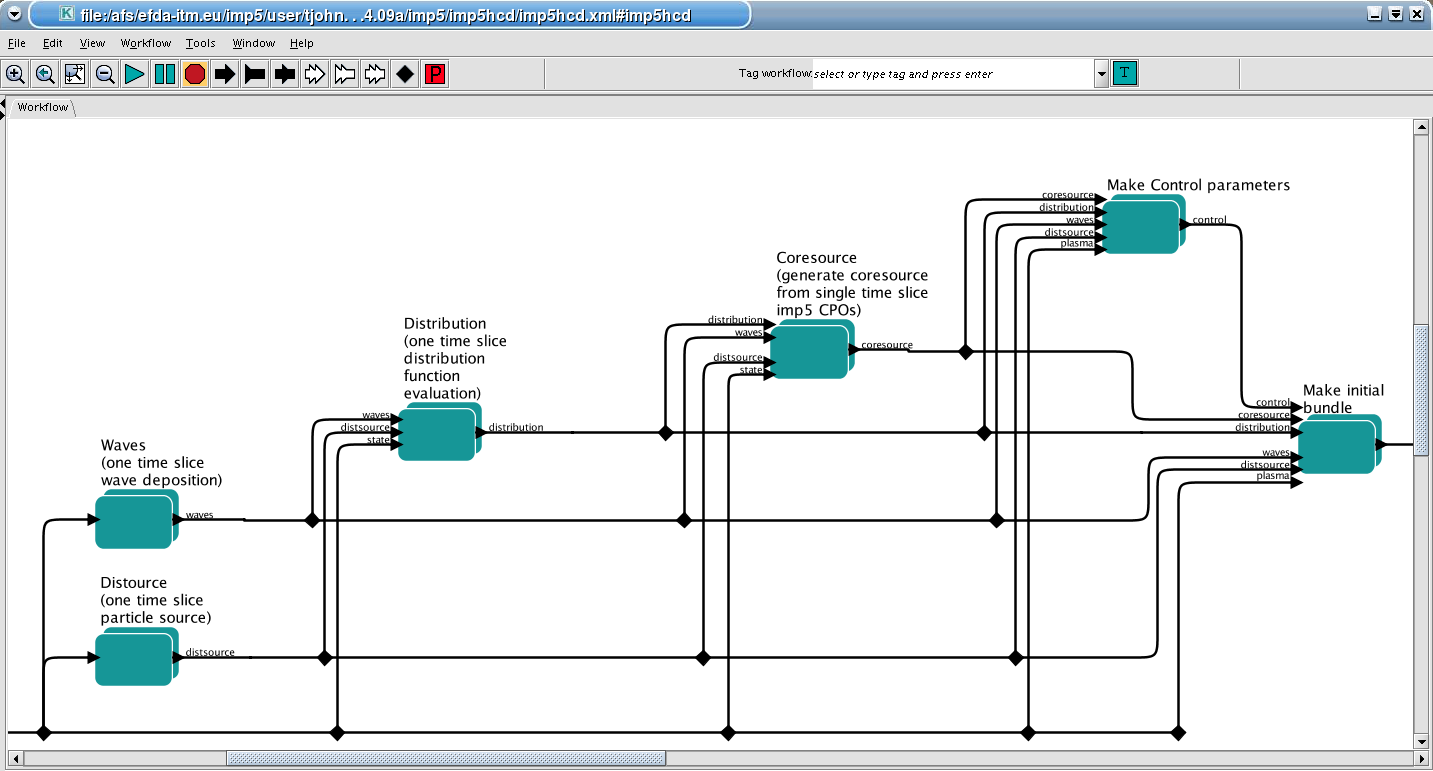 file:/afs/efda-itm.eu/imp5/user/tjohn. . .4.09a/imp5/imp5hcd/imp5hcd.xml#imp5hcd
File Edit View Workflow Tools Window Help
P
Tag workflow:
select or type tag and press enter
T
Workflow
Make Control parameters
coresource
distribution
waves
distsource
plasma
control
Coresource
(generate coresource
from single time slice
imp5 CPOs)
distribution
waves
distsource
state
coresource
Distribution
(one time slice
distribution
function
evaluation)
waves
distsource
state
distribution
Make initial
bundle
control
coresource
distribution
waves
distsource
plasma
Waves
(one time slice
wave deposition)
waves
Distource
(one time slice
particle source)
distsource